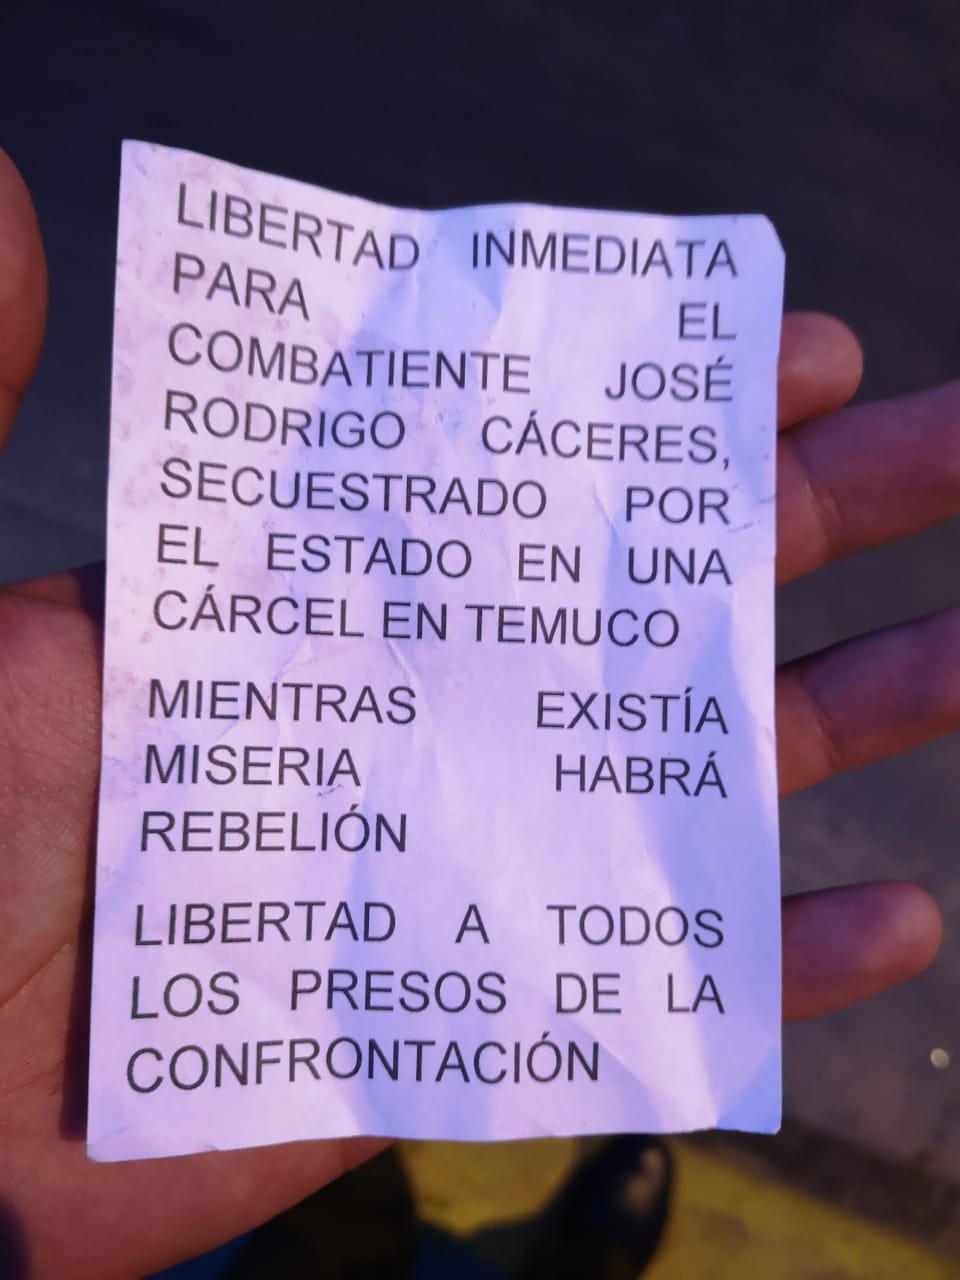 LIBERTAD INMEDIATA
PARA EL
COMBATIENTE JOSÉ
RODRIGO CÁCERES,
SECUESTRADO POR
EL ESTADO EN UNA
CÁRCEL EN TEMUCO
MIENTRAS EXISTÍA
MISERIA HABRÁ
REBELIÓN
LIBERTAD A TODOS
LOS PRESOS DE LA
CONFRONTACIÓN